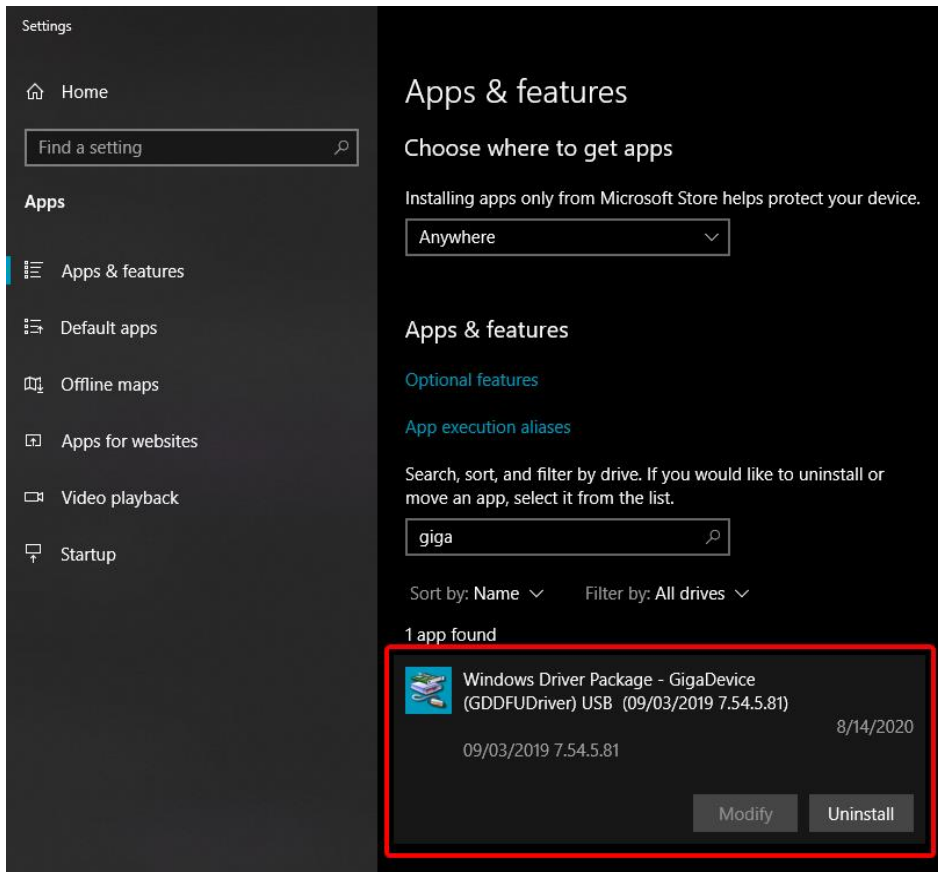 Settings
Home
Find a setting
Apps
Apps & features
Default apps
Offline maps
Apps for websites
Video playback
Startup
Apps & features
Choose where to get apps
Installing apps only from Microsoft Store helps protect your device.
Anywhere
Apps & features
Optional features
App execution aliases
Search, sort, and filter by drive. If you would like to uninstall or
move an app, select it from the list.
giga
Sort by: Name Filter by: All drives
1 app found
Windows Driver Package - GigaDevice
(GDDFUDriver) USB (09/03/2019 7.54.5.81)
8/14/2020
09/03/2019 7.54.5.81
Modify Uninstall